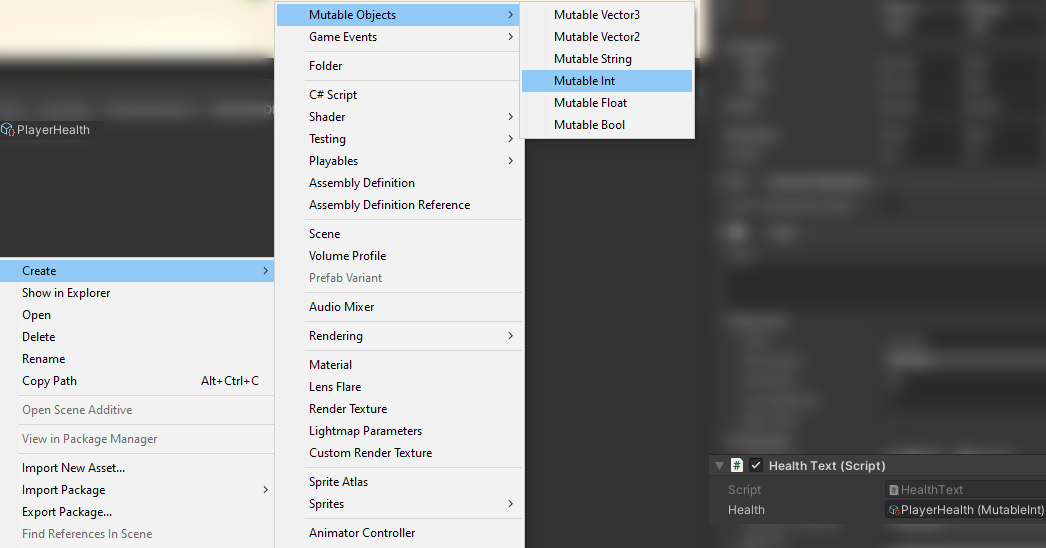 PlayerHealth
Create
Show in Explorer
Open
Delete
Rename
Copy Path Alt+Ctrl+C
Open Scene Additive
View in Package Manager
Import New Asset...
Import Package
Export Package...
Find References In Scene
Mutable Objects
Game Events
Folder
C# Script
Shader
Testing
Playables
Assembly Definition
Assembly Definition Reference
Scene
Volume Profile
Prefab Variant
Audio Mixer
Rendering
Material
Lens Flare
Render Texture
Lightmap Parameters
Custom Render Texture
Sprite Atlas
Sprites
Animator Controller
Mutable Vector3
Mutable Vector2
Mutable String
Mutable Int
Mutable Float
Mutable Bool
# Health Text (Script)
Script # HealthText
Health PlayerHealth (MutableInt)